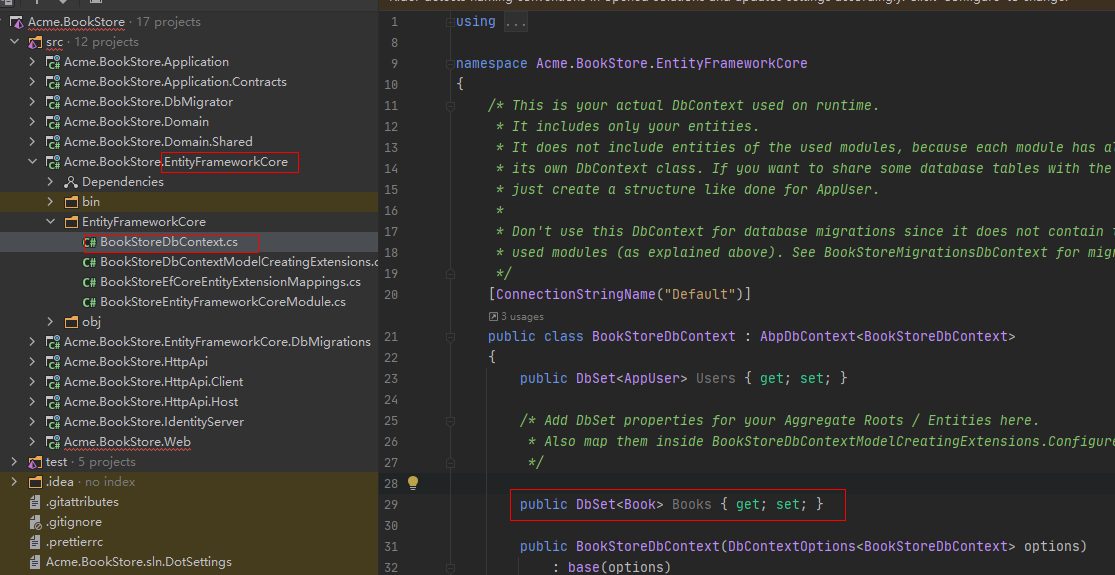 Acme.BookStore · 17 projects
src · 12 projects
Acme.BookStore.Application
Acme.BookStore.Application.Contracts
Acme.BookStore.DbMigrator
Acme.BookStore.Domain
Acme.BookStore.Domain.Shared
Acme.BookStore.EntityFrameworkCore
Dependencies
bin
EntityFrameworkCore
C# BookStoreDbContext.cs
C# BookStoreDbContextModelCreatingExtensions.c
C# BookStoreEfCoreEntityExtensionMappings.cs
C# BookStoreEntityFrameworkCoreModule.cs
obj
Acme.BookStore.EntityFrameworkCore.DbMigrations
Acme.BookStore.HttpApi
Acme.BookStore.HttpApi.Client
Acme.BookStore.HttpApi.Host
Acme.BookStore.IdentityServer
Acme.BookStore.Web
test · 5 projects
.idea · no index
.gitattributes
.gitignore
.prettierrc
Acme.BookStore.sln.DotSettings
1 using ...
8
9 namespace Acme.BookStore.EntityFrameworkCore
10 {
11 /* This is your actual DbContext used on runtime.
12 * It includes only your entities.
13 * It does not include entities of the used modules, because each module has al
14 * its own DbContext class. If you want to share some database tables with the
15 * just create a structure like done for AppUser.
16 *
17 * Don't use this DbContext for database migrations since it does not contain
18 * used modules (as explained above). See BookStoreMigrationsDbContext for migr
19 */
20 [ConnectionStringName("Default")]
3 usages
21 public class BookStoreDbContext : AbpDbContext<BookStoreDbContext>
22 {
23 public DbSet<AppUser> Users { get; set; }
24
25 /* Add DbSet properties for your Aggregate Roots / Entities here.
26 * Also map them inside BookStoreDbContextModelCreatingExtensions.Configure
27 */
28
29 public DbSet<Book> Books { get; set; }
30
31 public BookStoreDbContext(DbContextOptions<BookStoreDbContext> options)
32 : base(options)